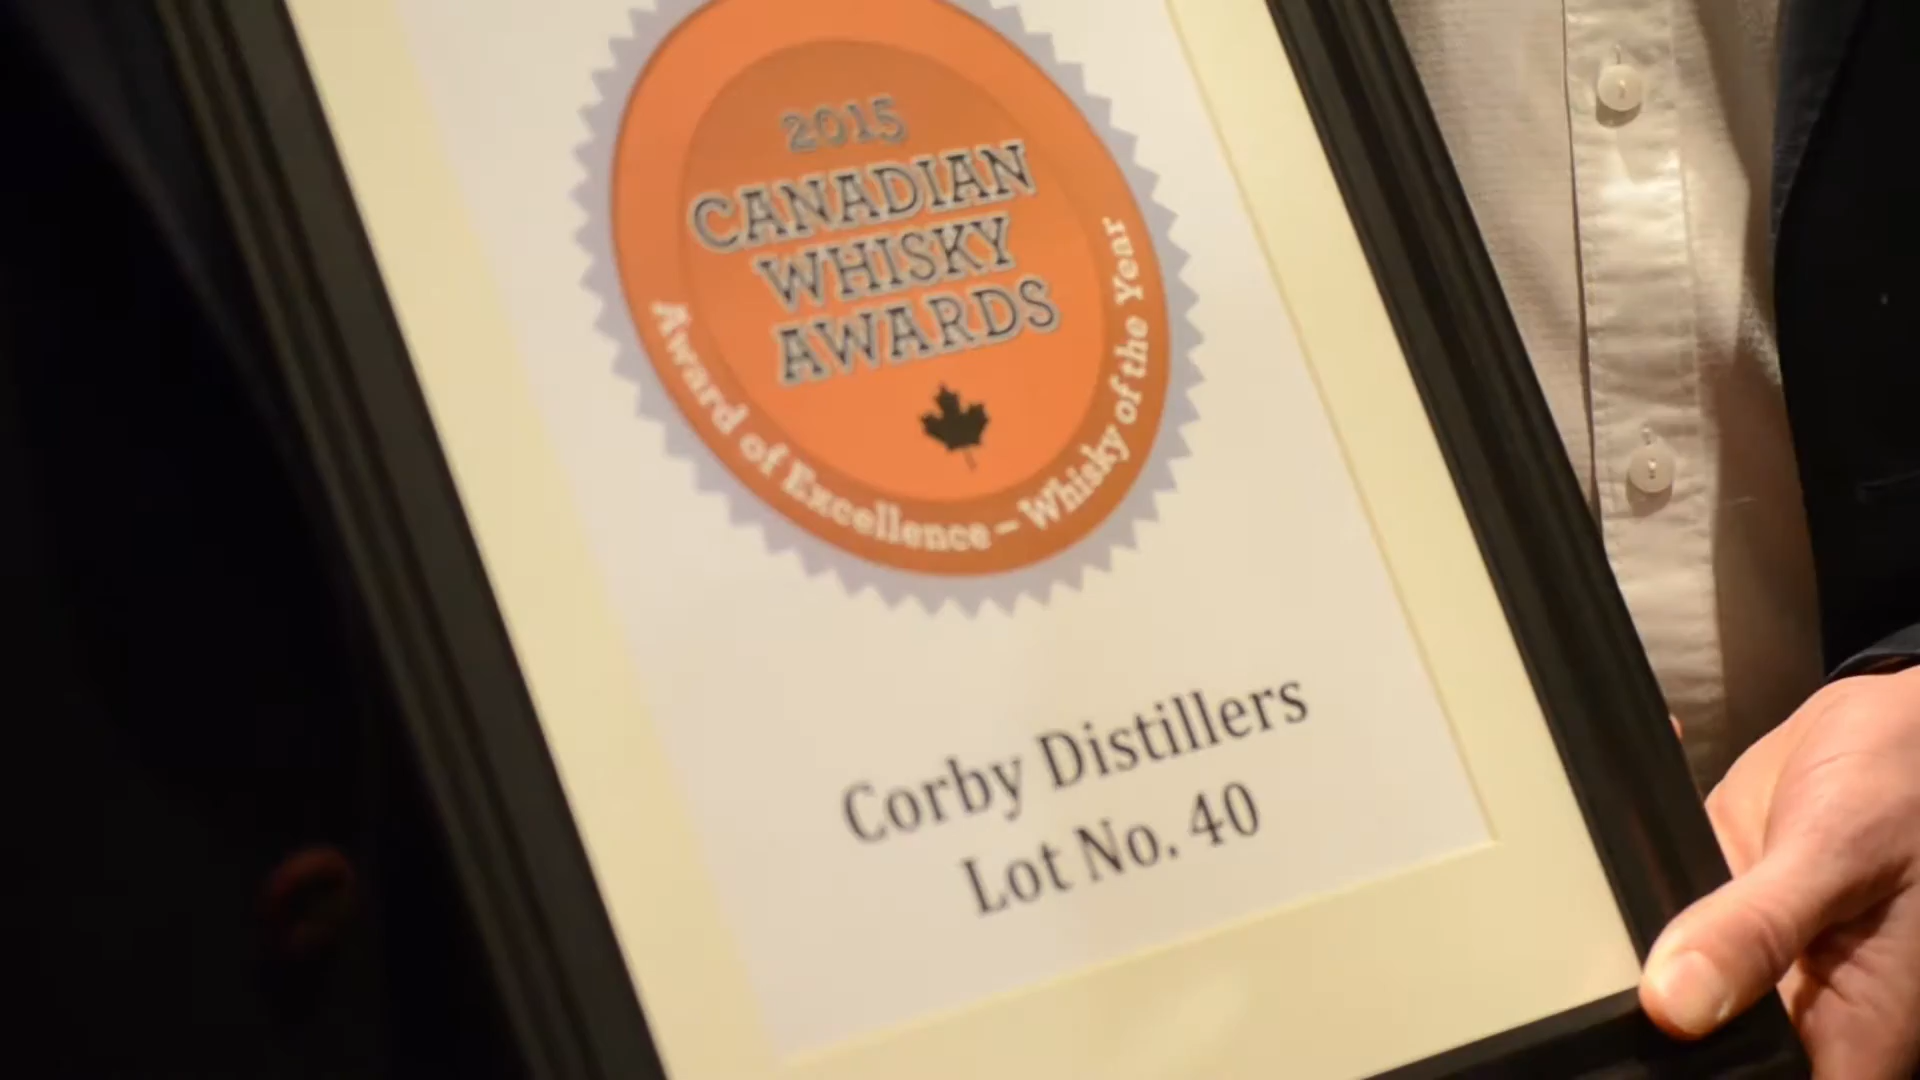 2015
CANADIAN
WHISKY
AWARDS
Award of Excellence – Whisky of the Year
Corby Distillers
Lot No. 40